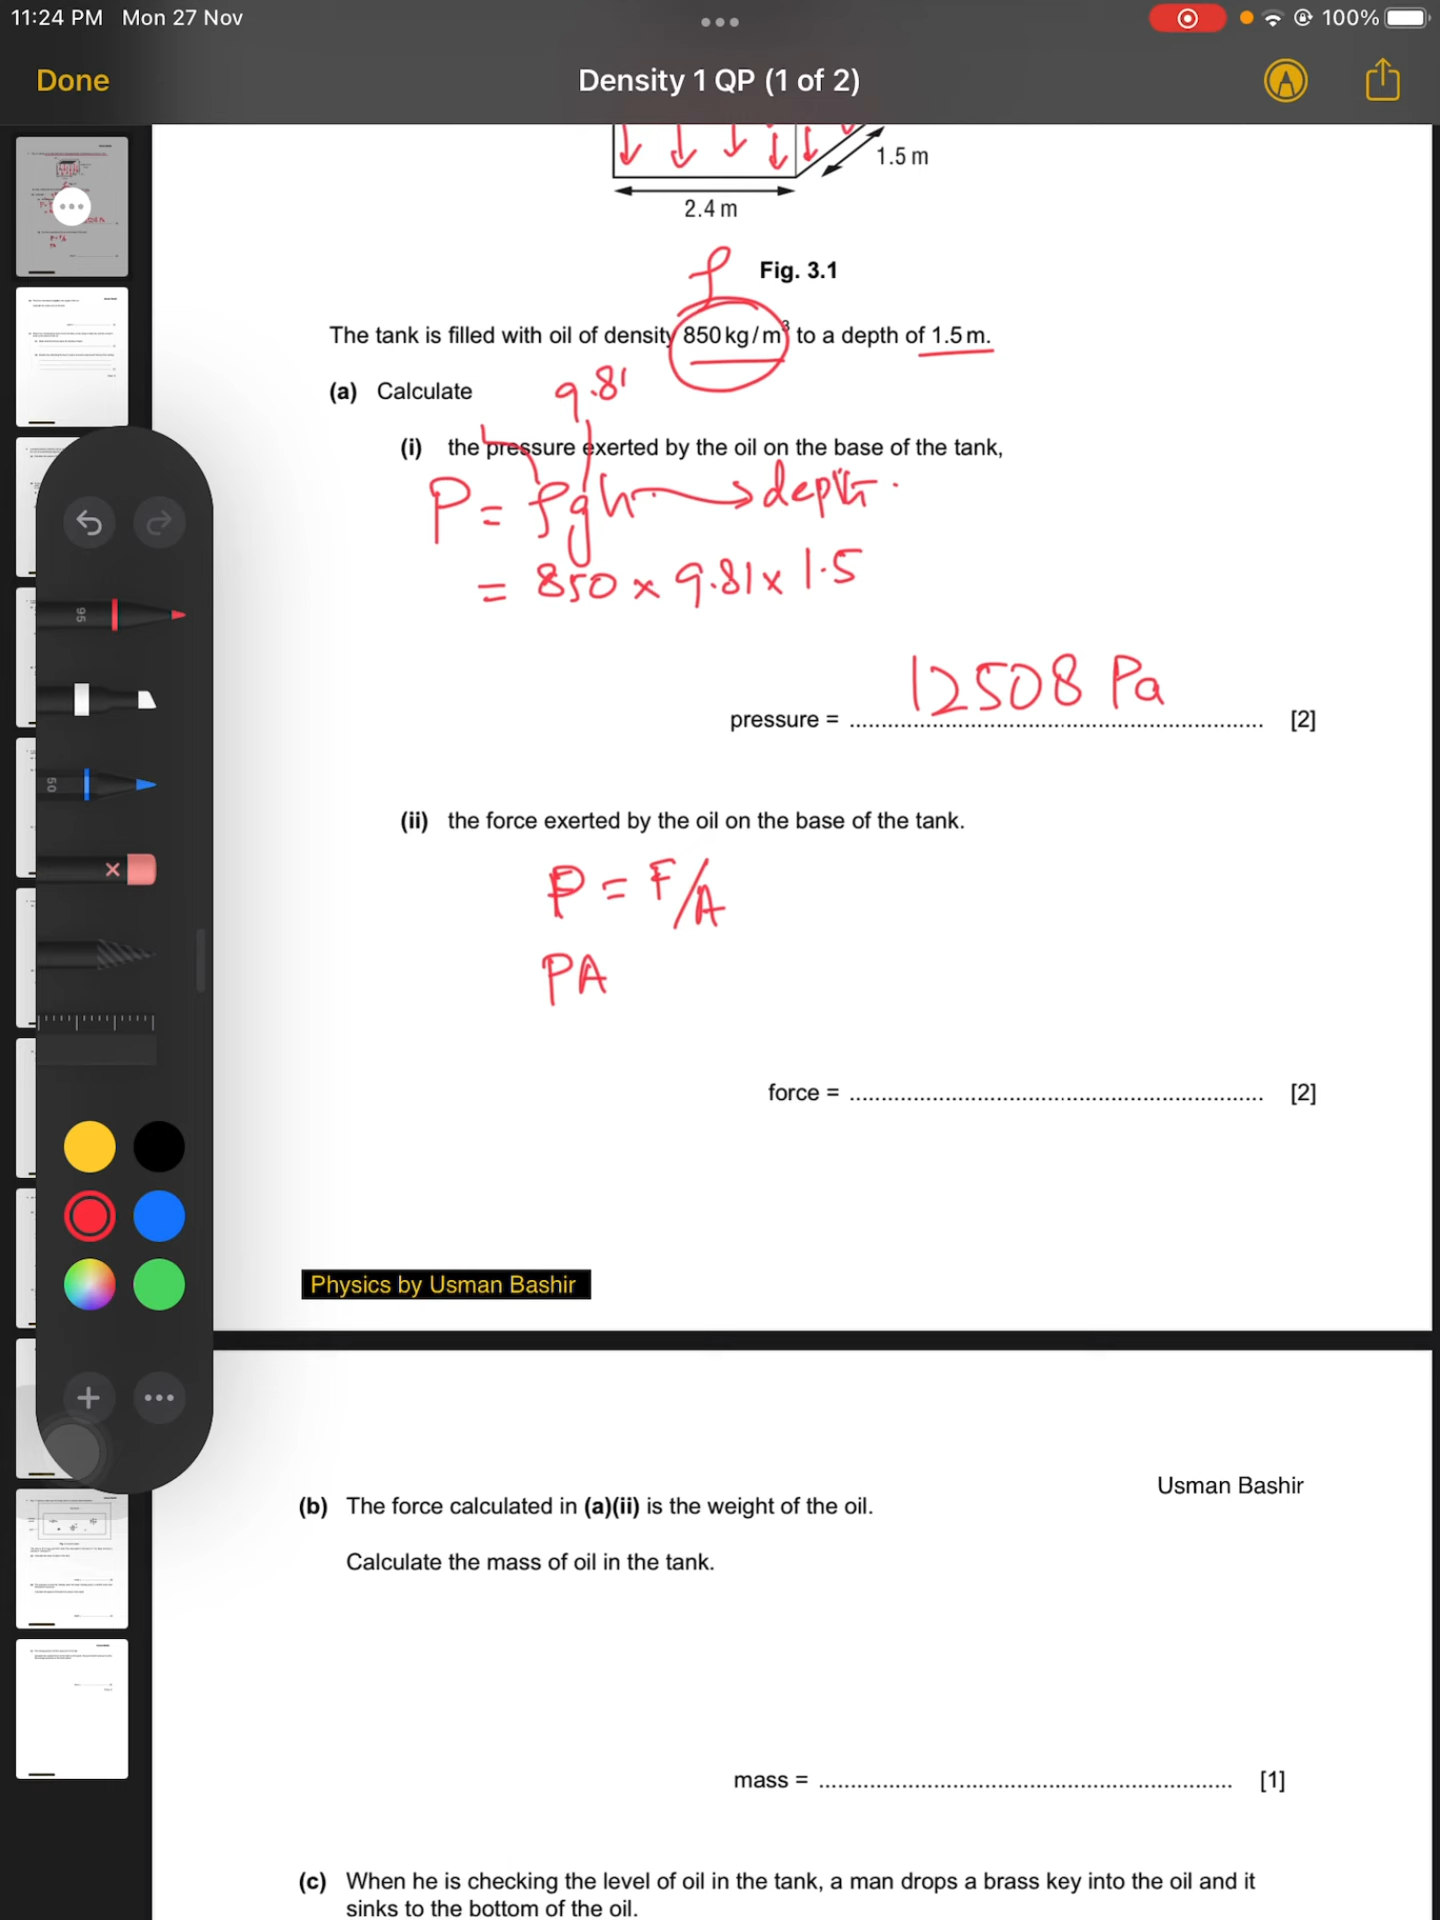 11:24 PM Mon 27 Nov
100%
Done
Density 1 QP (1 of 2)
1.5 m
2.4 m
ρ
Fig. 3.1
The tank is filled with oil of density 850 kg/m³ to a depth of 1.5 m.
(a) Calculate
9.81
(i) the pressure exerted by the oil on the base of the tank,
P = ρgh → depth.
= 850 × 9.81 × 1.5
12508 Pa
pressure = .............................................................. [2]
(ii) the force exerted by the oil on the base of the tank.
P = F/A
PA
force = .............................................................. [2]
Physics by Usman Bashir
Usman Bashir
(b) The force calculated in (a)(ii) is the weight of the oil.
Calculate the mass of oil in the tank.
mass = .............................................................. [1]
(c) When he is checking the level of oil in the tank, a man drops a brass key into the oil and it
sinks to the bottom of the oil.
95
50